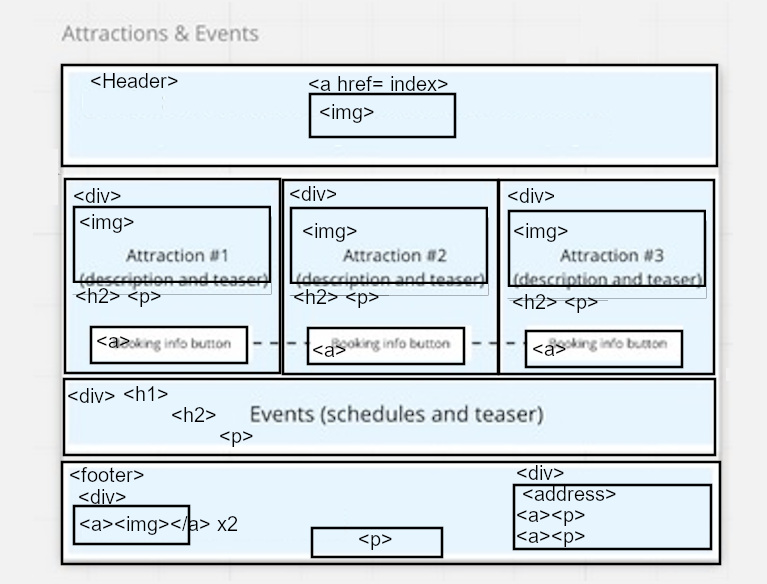 Attractions & Events
<Header>
<a href= index>
<img>
<div>
<img>
Attraction #1
(description and teaser)
<h2> <p>
<a>
Booking info button
<div>
<img>
Attraction #2
(description and teaser)
<h2> <p>
<a>
Booking info button
<div>
<img>
Attraction #3
(description and teaser)
<h2> <p>
<a>
Booking info button
<div> <h1>
<h2>
<p>
Events (schedules and teaser)
<footer>
<div>
<a><img></a> x2
<p>
<div>
<address>
<a><p>
<a><p>